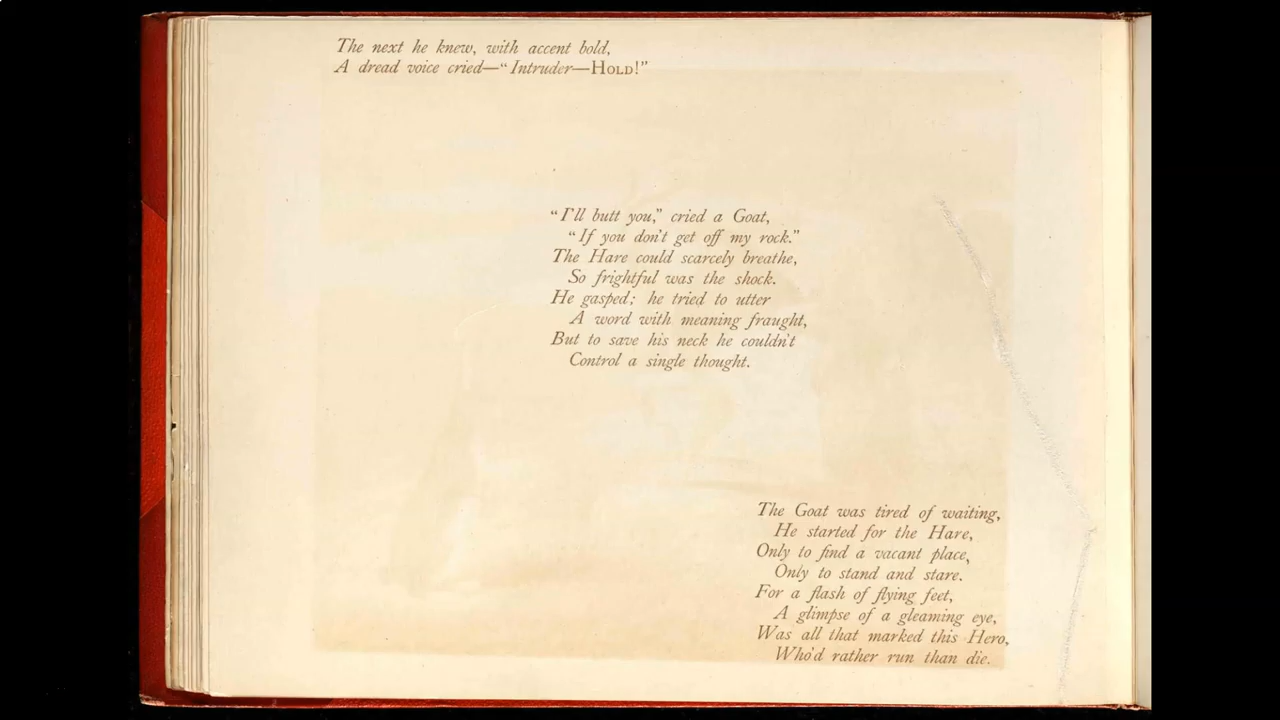 The next he knew, with accent bold,
A dread voice cried—“Intruder—HOLD!”
“I'll butt you,” cried a Goat,
“If you don't get off my rock.”
The Hare could scarcely breathe,
So frightful was the shock.
He gasped; he tried to utter
A word with meaning fraught,
But to save his neck he couldn't
Control a single thought.
The Goat was tired of waiting,
He started for the Hare,
Only to find a vacant place,
Only to stand and stare.
For a flash of flying feet,
A glimpse of a gleaming eye,
Was all that marked this Hero,
Who'd rather run than die.